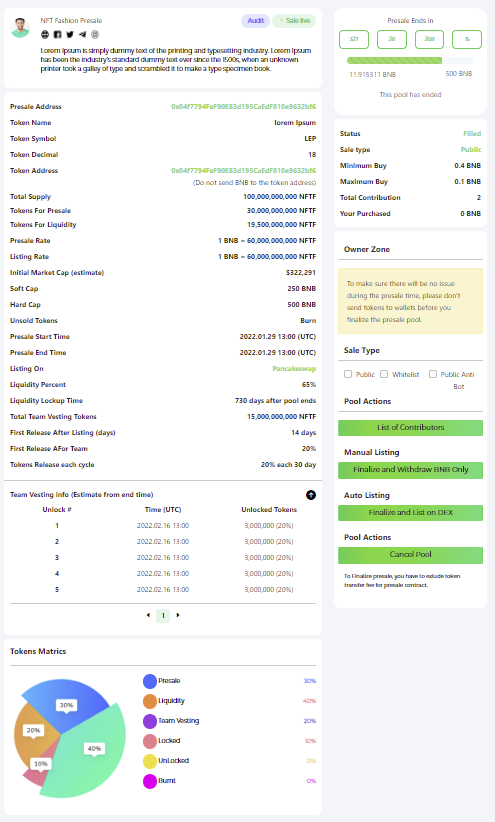 NFT Fashion Presale
Audit
Sale live
Lorem Ipsum is simply dummy text of the printing and typesetting industry. Lorem Ipsum
has been the industry's standard dummy text ever since the 1500s, when an unknown
printer took a galley of type and scrambled it to make a type specimen book.
Presale Address 0x04f7794FeF90E83d195CaEdF810e9632bf6
Token Name lorem Ipsum
Token Symbol LEP
Token Decimal 18
Token Address 0x04f7794FeF90E83d195CaEdF810e9632bf6
(Do not send BNB to the token address)
Total Supply 100,000,000,000 NFTF
Tokens For Presale 30,000,000,000 NFTF
Tokens For Liquidity 19,500,000,000 NFTF
Presale Rate 1 BNB = 60,000,000,000 NFTF
Listing Rate 1 BNB = 60,000,000,000 NFTF
Initial Market Cap (estimate) $322,291
Soft Cap 250 BNB
Hard Cap 500 BNB
Unsold Tokens Burn
Presale Start Time 2022.01.29 13:00 (UTC)
Presale End Time 2022.01.29 13:00 (UTC)
Listing On Pancakeswap
Liquidity Percent 65%
Liquidity Lockup Time 730 days after pool ends
Total Team Vesting Tokens 15,000,000,000 NFTF
First Release After Listing (days) 14 days
First Release AFor Team 20%
Tokens Release each cycle 20% each 30 day
Team Vesting info (Estimate from end time)
Unlock # Time (UTC) Unlocked Tokens
1 2022.02.16 13:00 3,000,000 (20%)
2 2022.02.16 13:00 3,000,000 (20%)
3 2022.02.16 13:00 3,000,000 (20%)
4 2022.02.16 13:00 3,000,000 (20%)
5 2022.02.16 13:00 3,000,000 (20%)
1
Tokens Matrics
30%
20%
40%
10%
Presale 30%
Liquidity 40%
Team Vesting 20%
Locked 10%
UnLocked 0%
Burnt 0%
Presale Ends In
327 28 268 15
11.915311 BNB 500 BNB
This pool has ended
Status Filled
Sale type Public
Minimum Buy 0.4 BNB
Maximum Buy 0.1 BNB
Total Contribution 2
Your Purchased 0 BNB
Owner Zone
To make sure there will be no issue
during the presale time, please don't
send tokens to wallets before you
finalize the presale pool.
Sale Type
Public Whitelist Public Anti
Bot
Pool Actions
List of Contributors
Manual Listing
Finalize and Withdraw BNB Only
Auto Listing
Finalize and List on DEX
Pool Actions
Cancel Pool
To Finalize presale, you have to exlude token
transfer fee for presale contract.